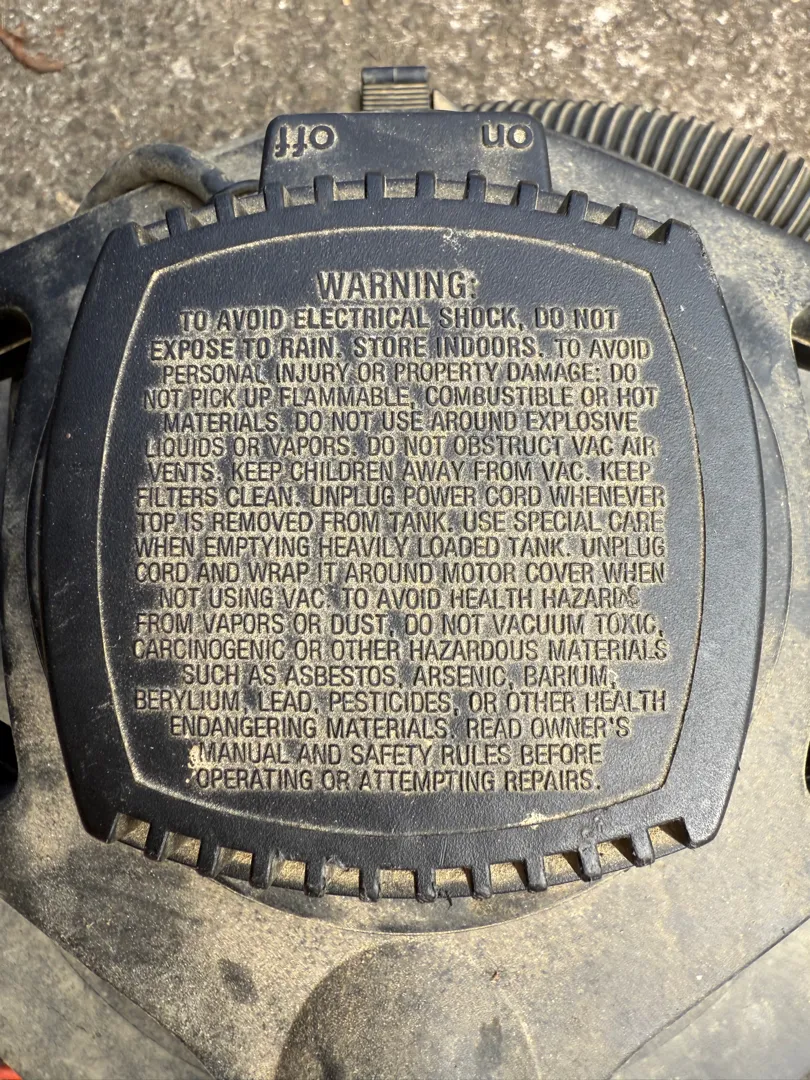 off on
WARNING:
TO AVOID ELECTRICAL SHOCK, DO NOT
EXPOSE TO RAIN. STORE INDOORS. TO AVOID
PERSONAL INJURY OR PROPERTY DAMAGE: DO
NOT PICK UP FLAMMABLE, COMBUSTIBLE OR HOT
MATERIALS. DO NOT USE AROUND EXPLOSIVE
LIQUIDS OR VAPORS. DO NOT OBSTRUCT VAC AIR
VENTS. KEEP CHILDREN AWAY FROM VAC. KEEP
FILTERS CLEAN. UNPLUG POWER CORD WHENEVER
TOP IS REMOVED FROM TANK. USE SPECIAL CARE
WHEN EMPTYING HEAVILY LOADED TANK. UNPLUG
CORD AND WRAP IT AROUND MOTOR COVER WHEN
NOT USING VAC. TO AVOID HEALTH HAZARDS
FROM VAPORS OR DUST, DO NOT VACUUM TOXIC,
CARCINOGENIC OR OTHER HAZARDOUS MATERIALS
SUCH AS ASBESTOS, ARSENIC, BARIUM,
BERYLIUM, LEAD, PESTICIDES, OR OTHER HEALTH
ENDANGERING MATERIALS. READ OWNER'S
MANUAL AND SAFETY RULES BEFORE
OPERATING OR ATTEMPTING REPAIRS.